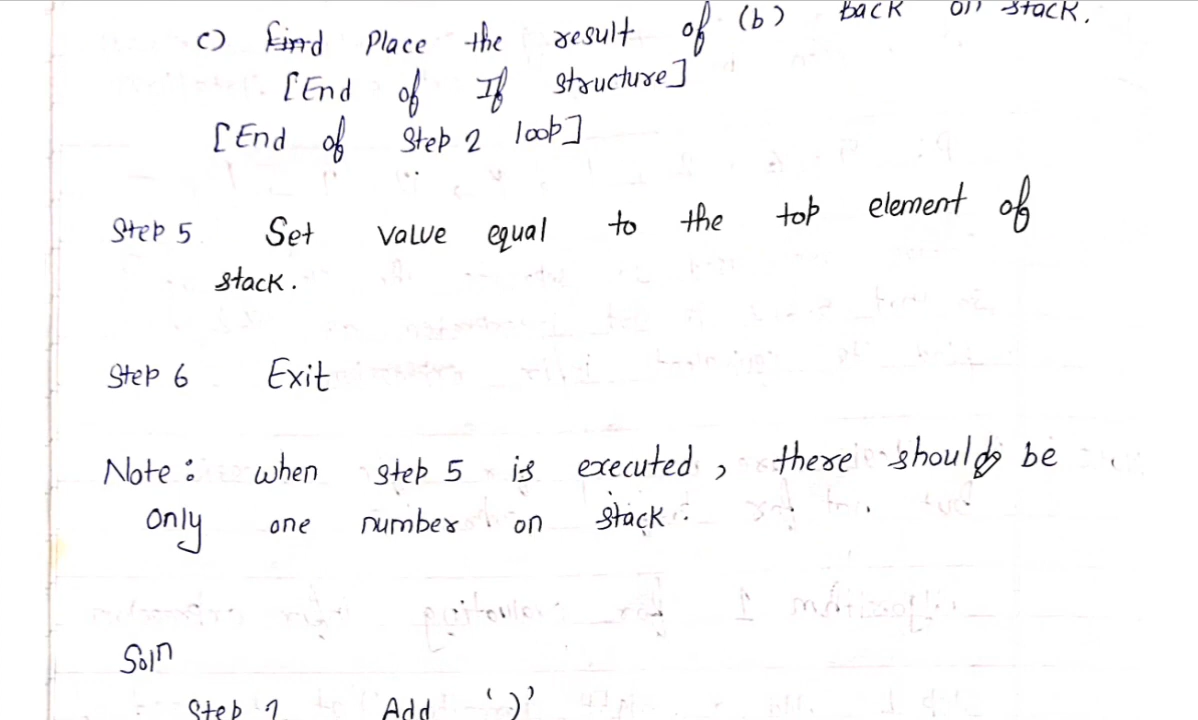 c) Place the result of (b) back on stack.
[End of If structure]
[End of Step 2 loop]
Step 5 Set value equal to the top element of
stack.
Step 6 Exit
Note: when step 5 is executed, there should be
only one number on stack.
Soln
Step 1 Add ')'